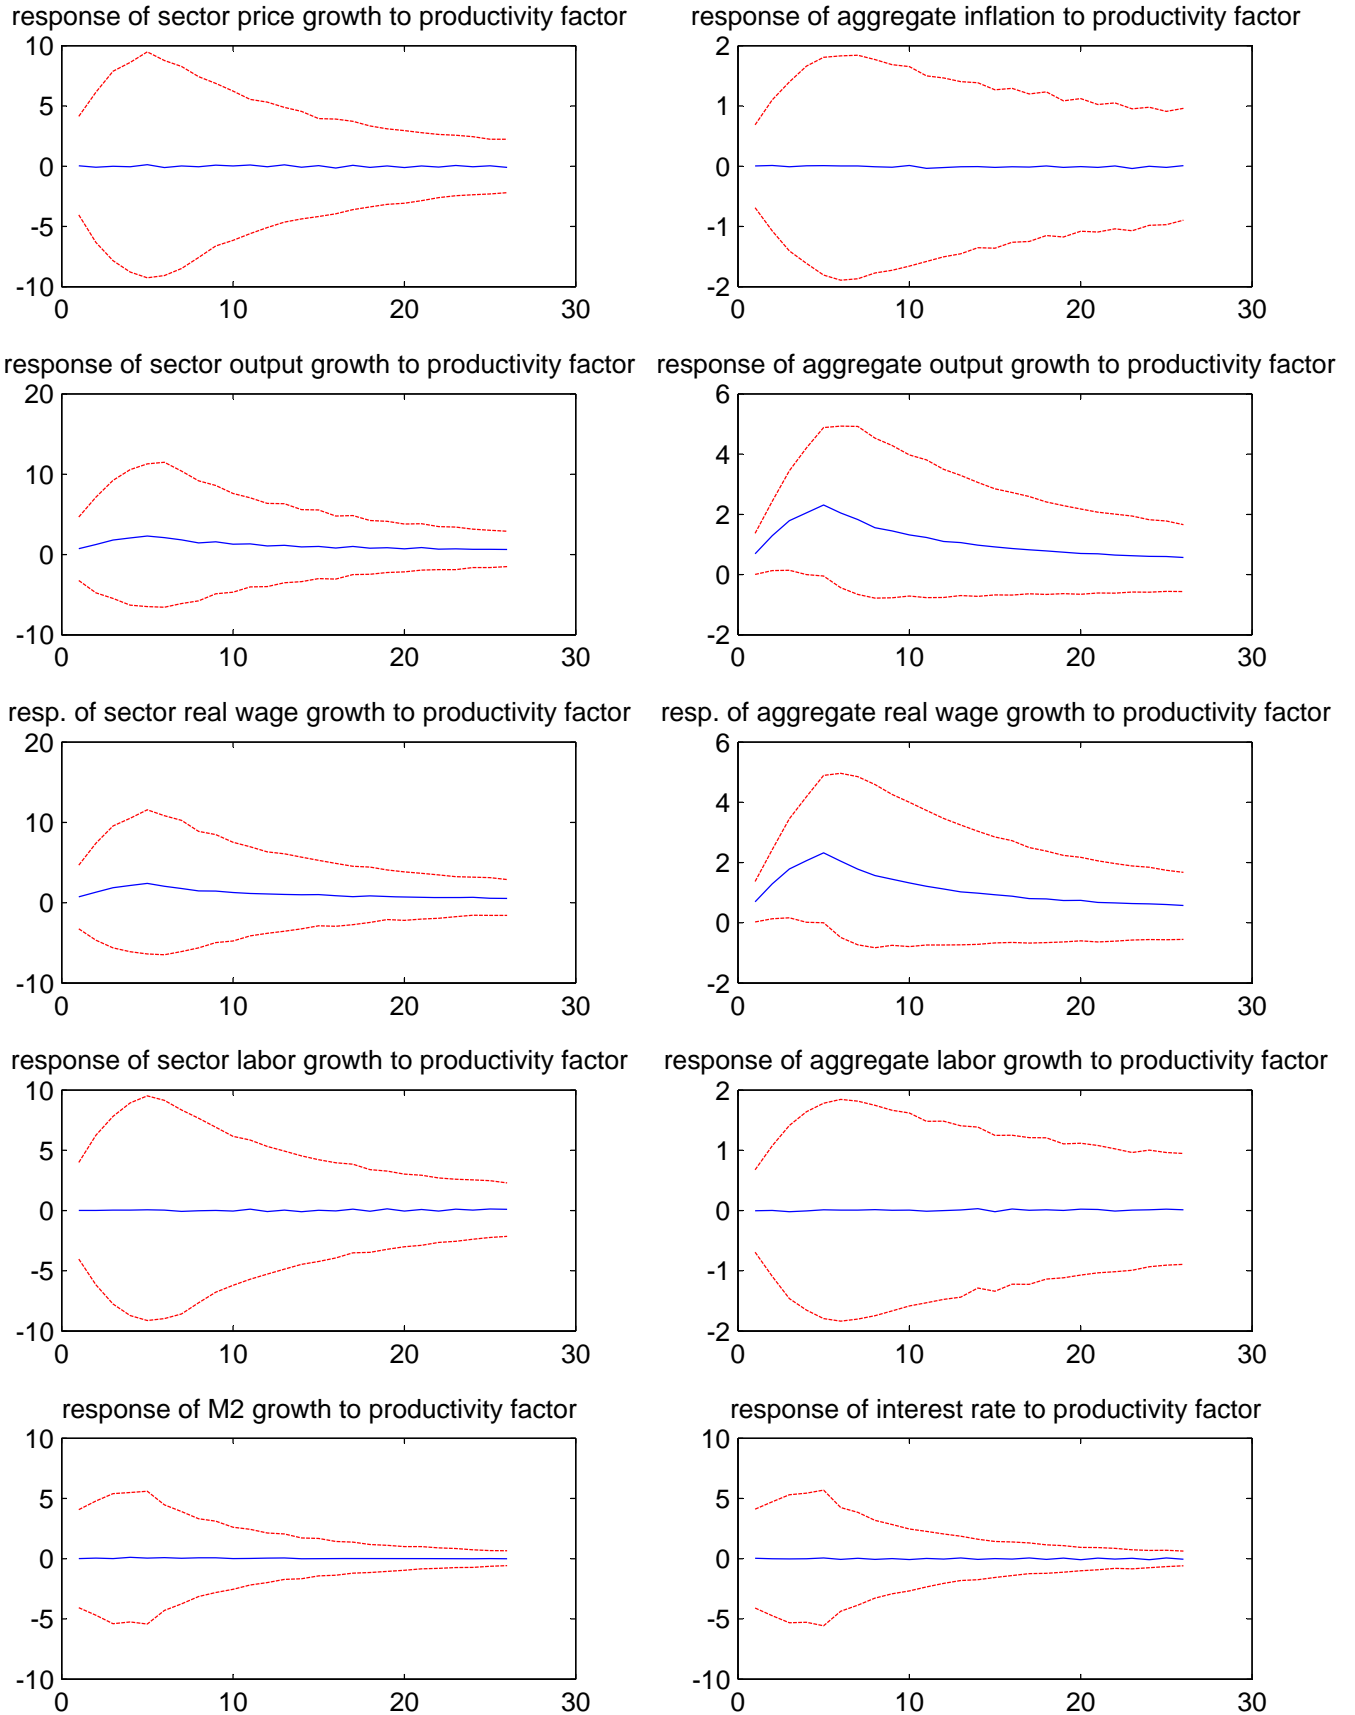 response of sector price growth to productivity factor
10
5
0
-5
-10
0 10 20 30
response of aggregate inflation to productivity factor
2
1
0
-1
-2
0 10 20 30
response of sector output growth to productivity factor
20
10
0
-10
0 10 20 30
response of aggregate output growth to productivity factor
6
4
2
0
-2
0 10 20 30
resp. of sector real wage growth to productivity factor
20
10
0
-10
0 10 20 30
resp. of aggregate real wage growth to productivity factor
6
4
2
0
-2
0 10 20 30
response of sector labor growth to productivity factor
10
5
0
-5
-10
0 10 20 30
response of aggregate labor growth to productivity factor
2
1
0
-1
-2
0 10 20 30
response of M2 growth to productivity factor
10
5
0
-5
-10
0 10 20 30
response of interest rate to productivity factor
10
5
0
-5
-10
0 10 20 30